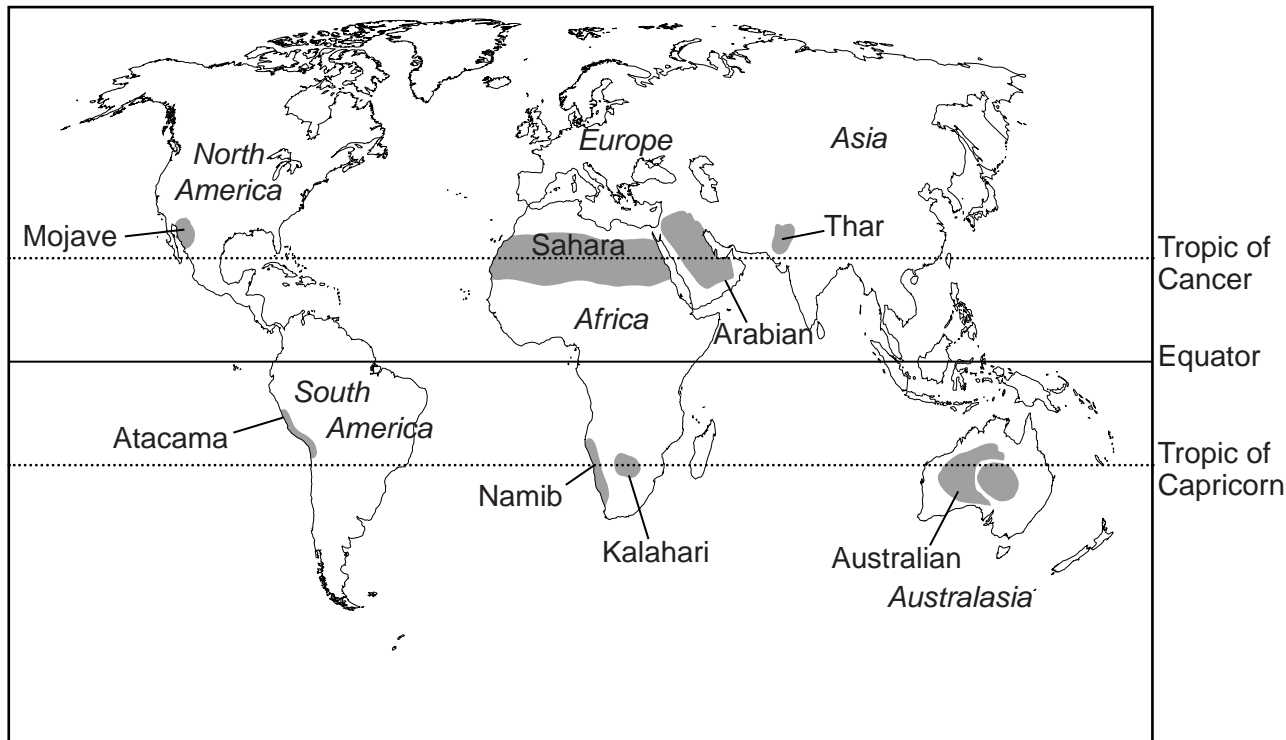 North
America
Europe
Asia
Mojave
Sahara
Thar
Tropic of
Cancer
Africa
Arabian
Equator
South
America
Atacama
Tropic of
Capricorn
Namib
Kalahari
Australian
Australasia